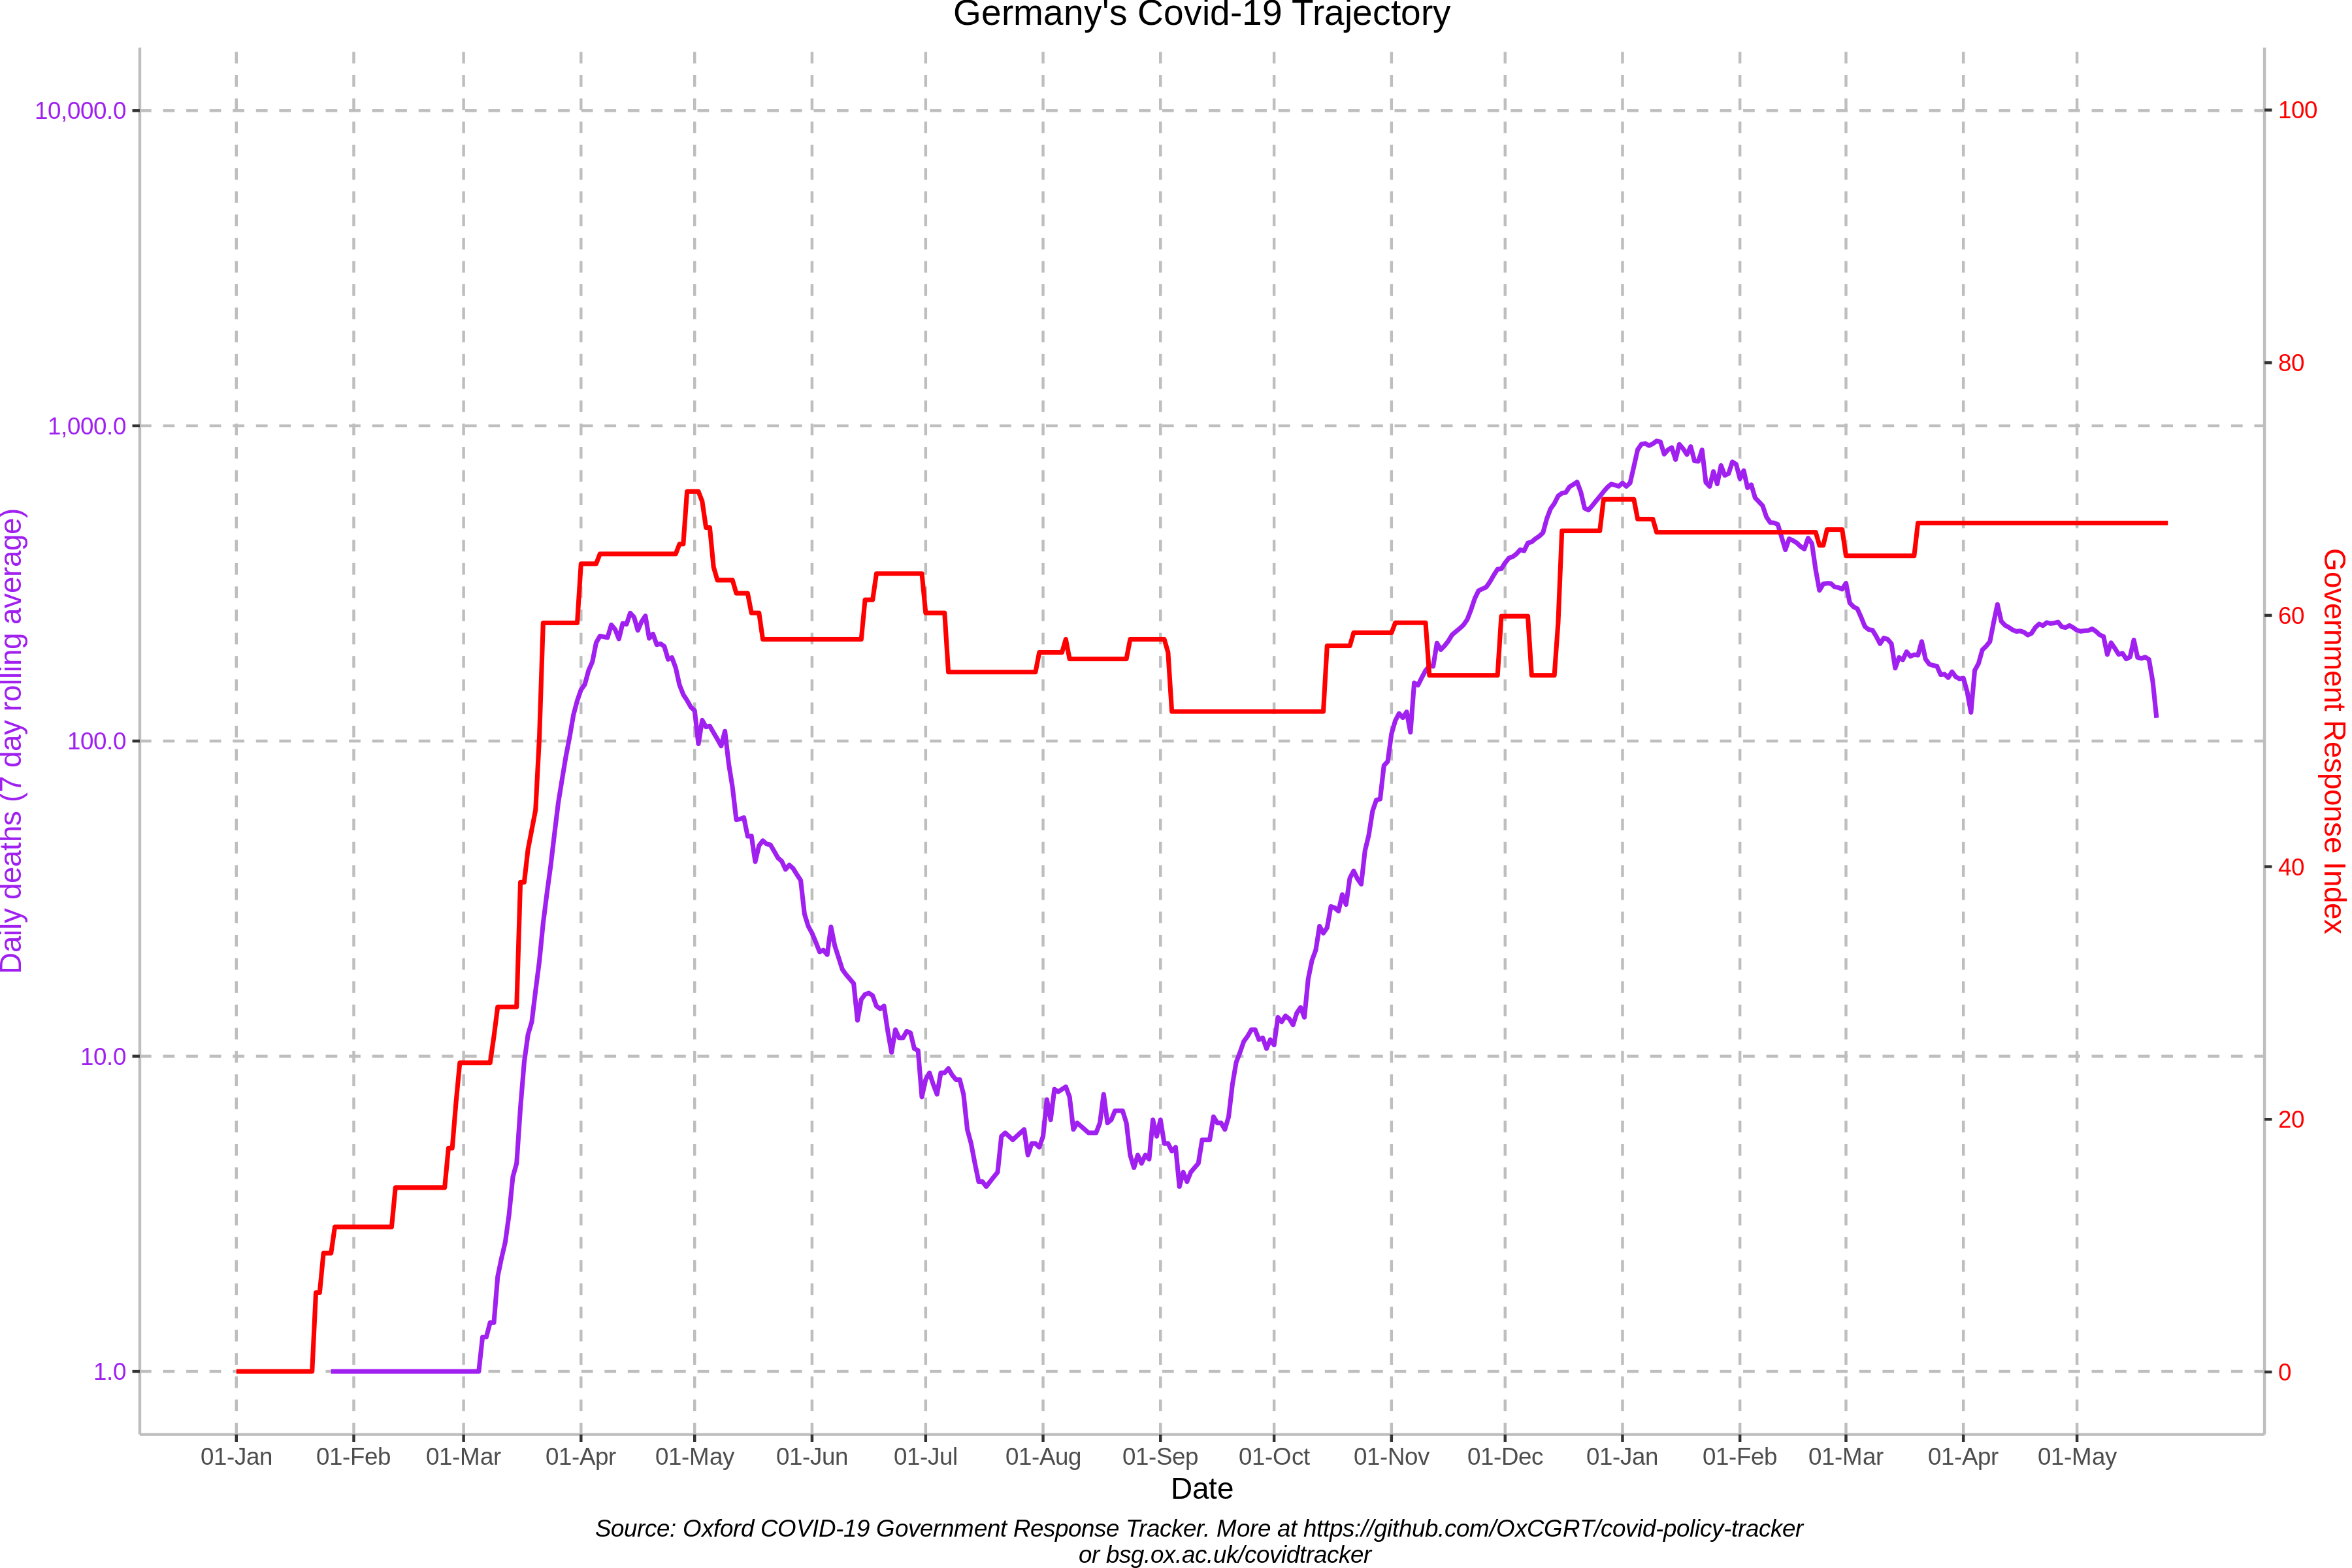 Germany's Covid-19 Trajectory
10,000.0
1,000.0
100.0
10.0
1.0
Daily deaths (7 day rolling average)
100
80
60
40
20
0
Government Response Index
01-Jan 01-Feb 01-Mar 01-Apr 01-May 01-Jun 01-Jul 01-Aug 01-Sep 01-Oct 01-Nov 01-Dec 01-Jan 01-Feb 01-Mar 01-Apr 01-May
Date
Source: Oxford COVID-19 Government Response Tracker. More at https://github.com/OxCGRT/covid-policy-tracker
or bsg.ox.ac.uk/covidtracker